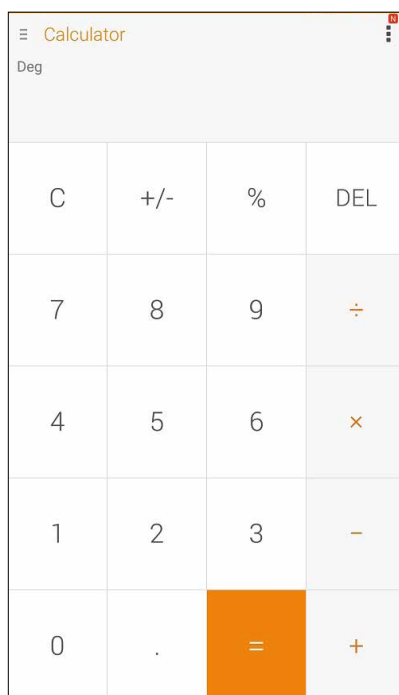 N
Calculator
Deg
C +/- % DEL
7 8 9 ÷
4 5 6 ×
1 2 3 −
0 . = +